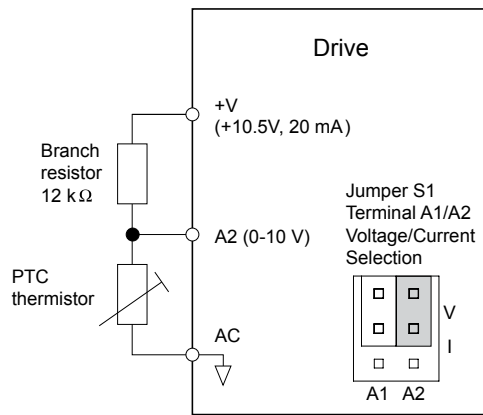 Drive
+V
(+10.5V, 20 mA)
Branch
resistor
12 kΩ
A2 (0-10 V)
PTC
thermistor
AC
Jumper S1
Terminal A1/A2
Voltage/Current
Selection
V
I
A1 A2